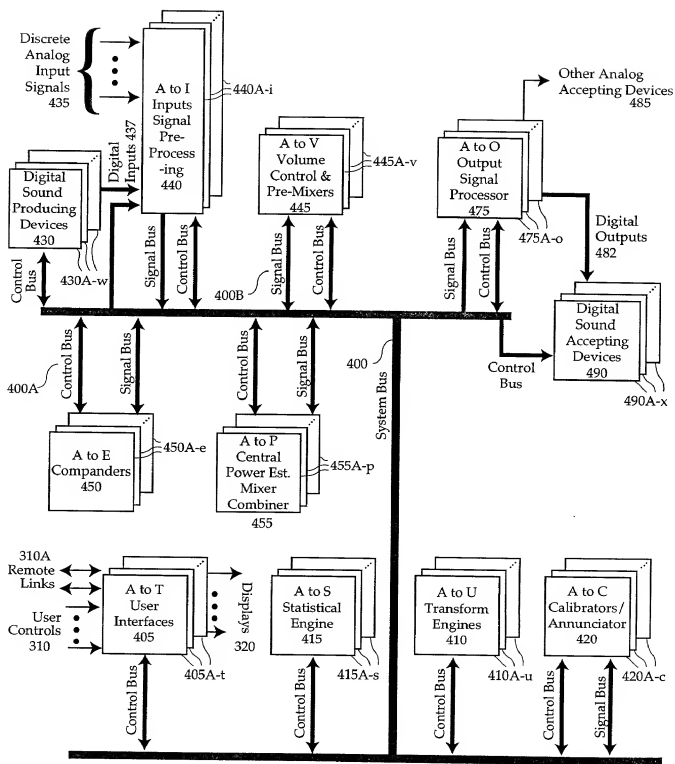 Discrete
Analog
Input
Signals
435
A to I
Inputs
Signal
Pre-
Process
-ing
440
440A-i
Digital
Inputs 437
Digital
Sound
Producing
Devices
430
430A-w
Control
Bus
Signal Bus
Control Bus
A to V
Volume
Control &
Pre-Mixers
445
445A-v
400B
Signal Bus
Control Bus
A to O
Output
Signal
Processor
475
475A-o
Other Analog
Accepting Devices
485
Digital
Outputs
482
Signal Bus
Control
Bus
Digital
Sound
Accepting
Devices
490
490A-x
Control
Bus
400
System Bus
400A
Control Bus
Signal Bus
A to E
Companders
450
450A-e
Control Bus
Signal Bus
A to P
Central
Power Est.
Mixer
Combiner
455
455A-p
310A
Remote
Links
User
Controls
310
A to T
User
Interfaces
405
405A-t
Displays
320
Control Bus
A to S
Statistical
Engine
415
415A-s
Control Bus
A to U
Transform
Engines
410
410A-u
Control Bus
A to C
Calibrators/
Annunciator
420
420A-c
Control Bus
Signal Bus